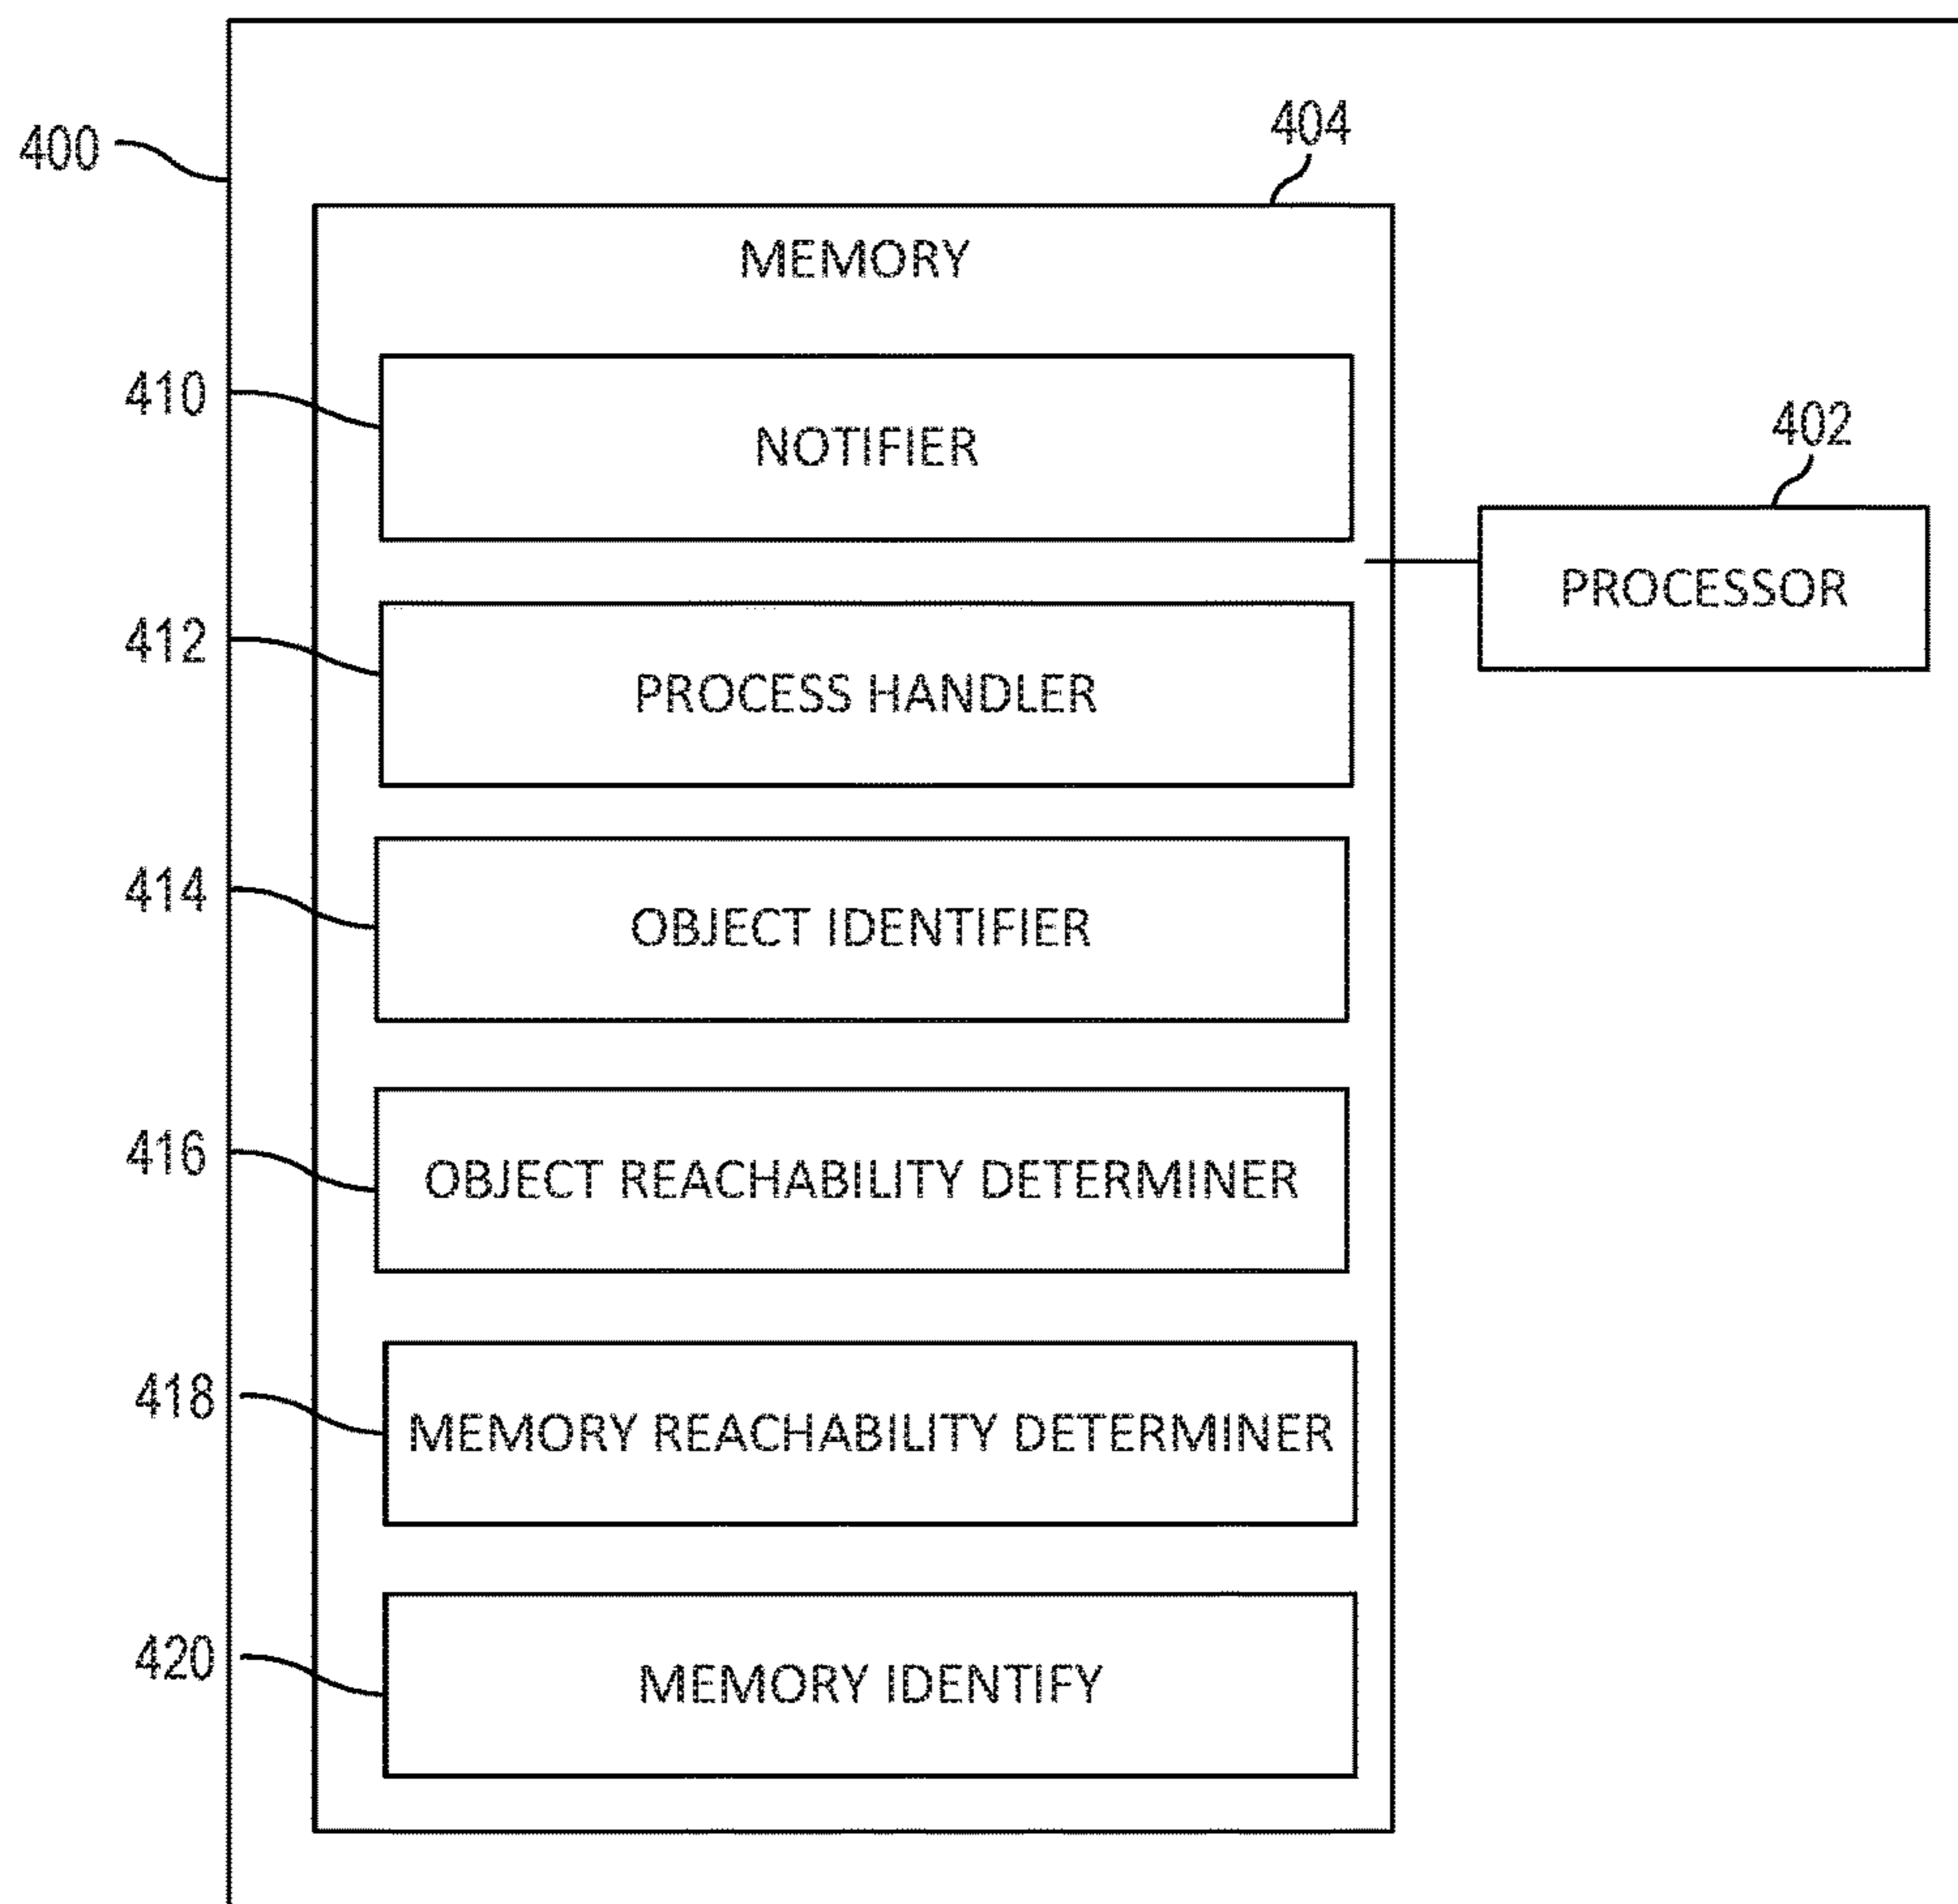 400
404
MEMORY
410
NOTIFIER
402
PROCESSOR
412
PROCESS HANDLER
414
OBJECT IDENTIFIER
416
OBJECT REACHABILITY DETERMINER
418
MEMORY REACHABILITY DETERMINER
420
MEMORY IDENTIFY